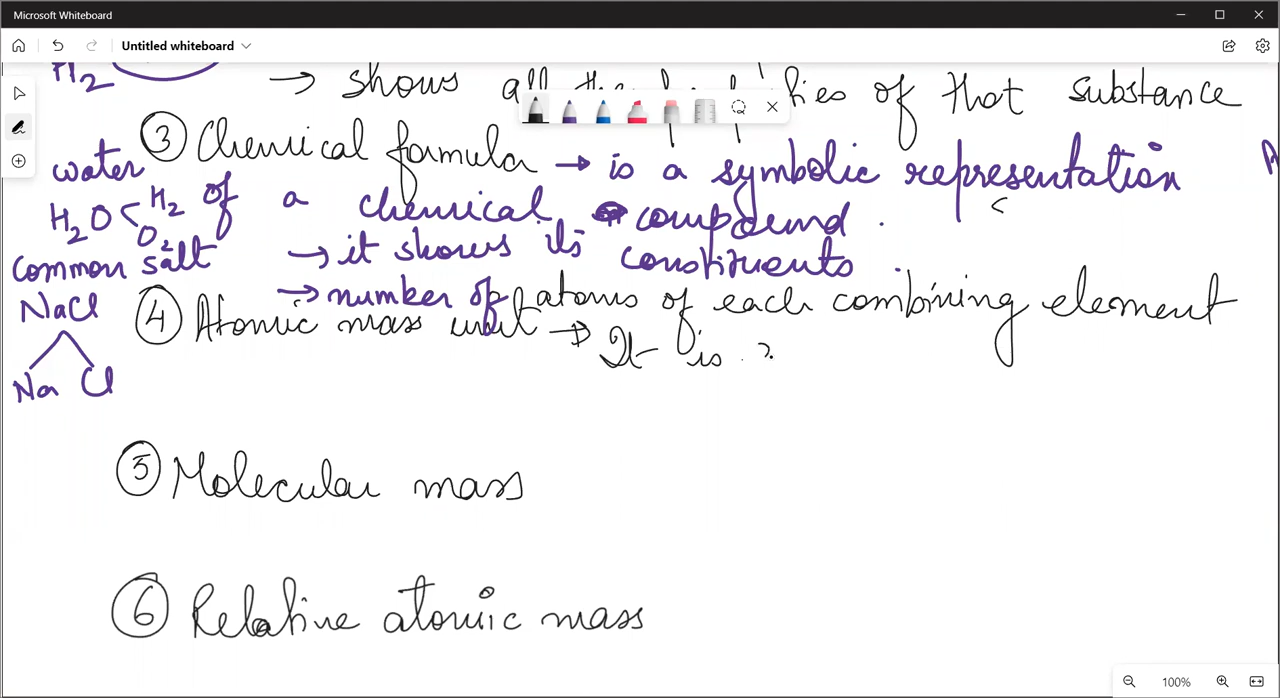 Microsoft Whiteboard
Untitled whiteboard
H2
→ shows all the of that substance
③ Chemical formula → is a symbolic representation
of a chemical compound.
→ it shows its constituents.
→ number of atoms of each combining element
water
H2O < H2
O2
common salt
NaCl
Na Cl
④ Atomic mass unit → It is
⑤ Molecular mass
⑥ Relative atomic mass
100%